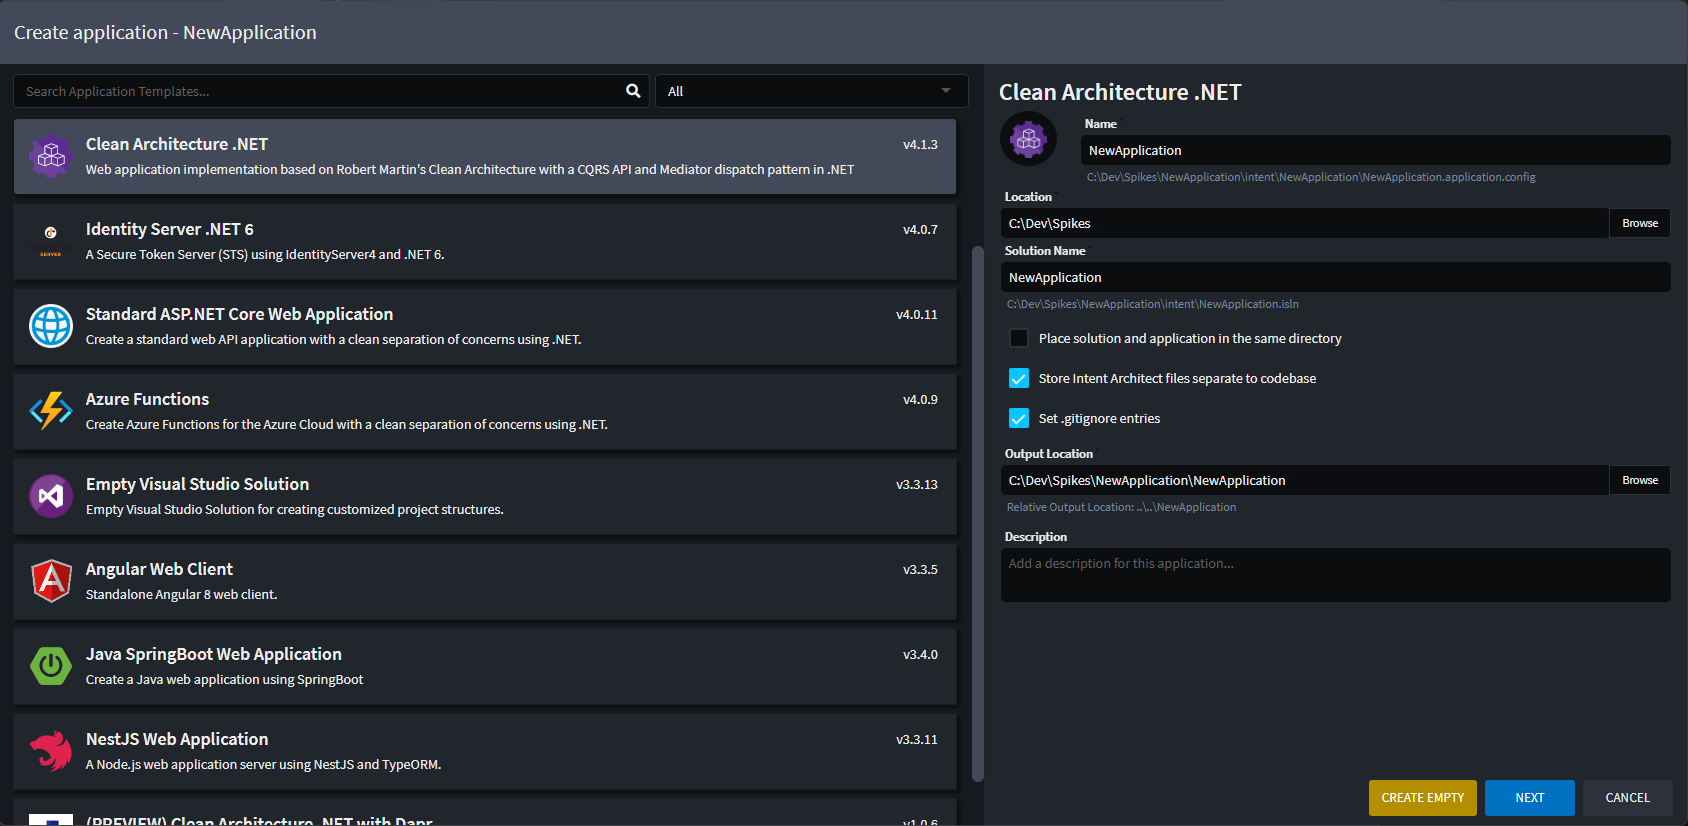 Create application - NewApplication
Search Application Templates...
All
Clean Architecture .NET
v4.1.3
Web application implementation based on Robert Martin's Clean Architecture with a CQRS API and Mediator dispatch pattern in .NET
Identity Server .NET 6
v4.0.7
SERVER
A Secure Token Server (STS) using IdentityServer4 and .NET 6.
Standard ASP.NET Core Web Application
v4.0.11
Create a standard web API application with a clean separation of concerns using .NET.
Azure Functions
v4.0.9
Create Azure Functions for the Azure Cloud with a clean separation of concerns using .NET.
Empty Visual Studio Solution
v3.3.13
Empty Visual Studio Solution for creating customized project structures.
Angular Web Client
v3.3.5
Standalone Angular 8 web client.
Java SpringBoot Web Application
v3.4.0
Create a Java web application using SpringBoot
NestJS Web Application
v3.3.11
A Node.js web application server using NestJS and TypeORM.
(PREVIEW) Clean Architecture .NET with Dapr
v1.0.6
Clean Architecture .NET
Name
NewApplication
C:\Dev\Spikes\NewApplication\intent\NewApplication\NewApplication.application.config
Location
C:\Dev\Spikes
Browse
Solution Name
NewApplication
C:\Dev\Spikes\NewApplication\intent\NewApplication.isln
Place solution and application in the same directory
Store Intent Architect files separate to codebase
Set .gitignore entries
Output Location
C:\Dev\Spikes\NewApplication\NewApplication
Browse
Relative Output Location: ..\..\NewApplication
Description
Add a description for this application...
CREATE EMPTY
NEXT
CANCEL